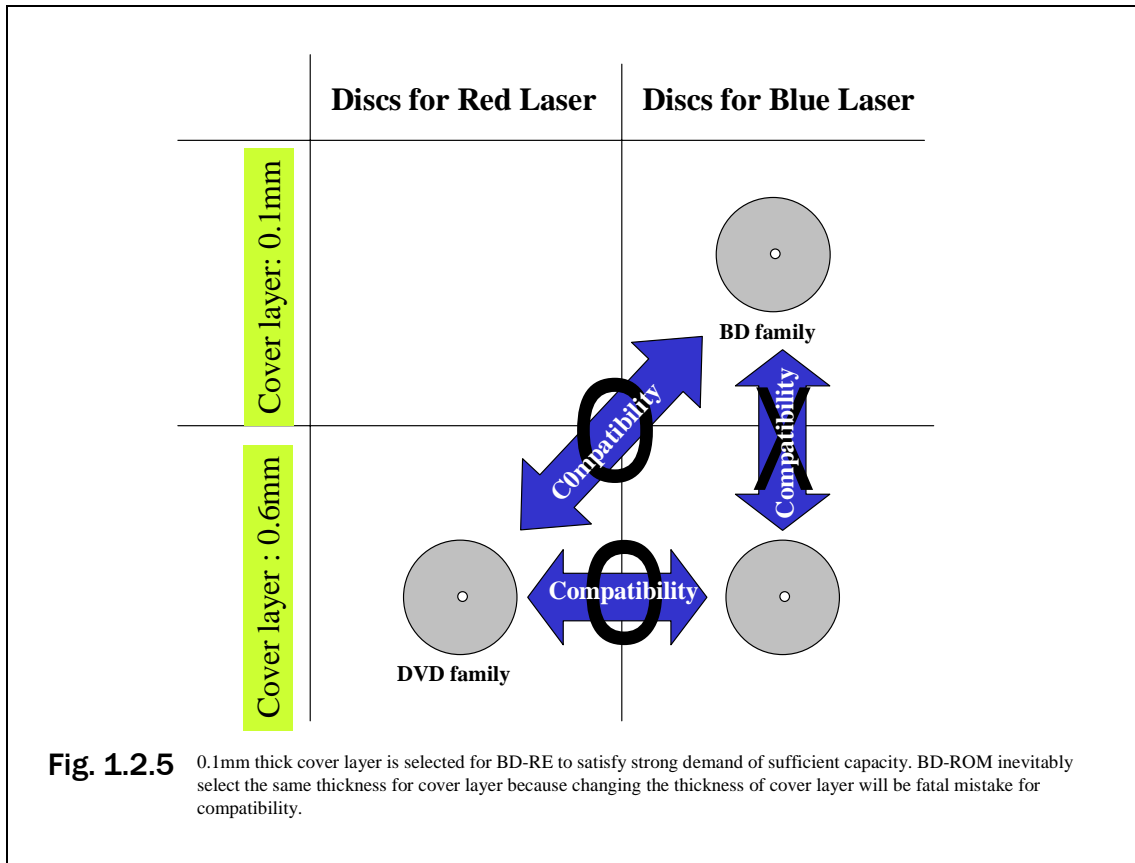 Discs for Red Laser
Discs for Blue Laser
Cover layer: 0.1mm
BD family
C0mpatibility
O
Compatibility
X
Cover layer : 0.6mm
Compatibility
O
DVD family
Fig. 1.2.5
0.1mm thick cover layer is selected for BD-RE to satisfy strong demand of sufficient capacity. BD-ROM inevitably
select the same thickness for cover layer because changing the thickness of cover layer will be fatal mistake for
compatibility.